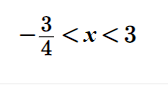 -3/4 < x < 3